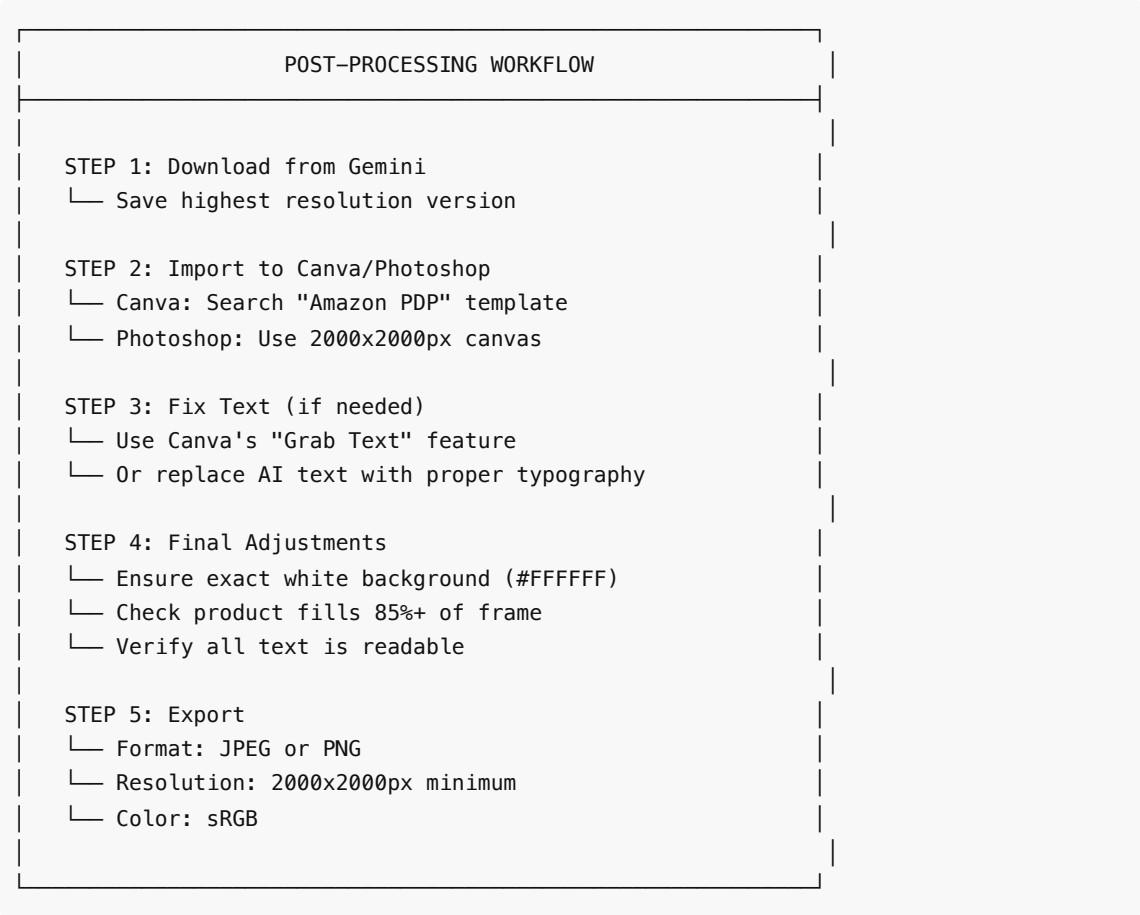 POST-PROCESSING WORKFLOW
STEP 1: Download from Gemini
└── Save highest resolution version
STEP 2: Import to Canva/Photoshop
└── Canva: Search "Amazon PDP" template
└── Photoshop: Use 2000x2000px canvas
STEP 3: Fix Text (if needed)
└── Use Canva's "Grab Text" feature
└── Or replace AI text with proper typography
STEP 4: Final Adjustments
└── Ensure exact white background (#FFFFFF)
└── Check product fills 85%+ of frame
└── Verify all text is readable
STEP 5: Export
└── Format: JPEG or PNG
└── Resolution: 2000x2000px minimum
└── Color: sRGB